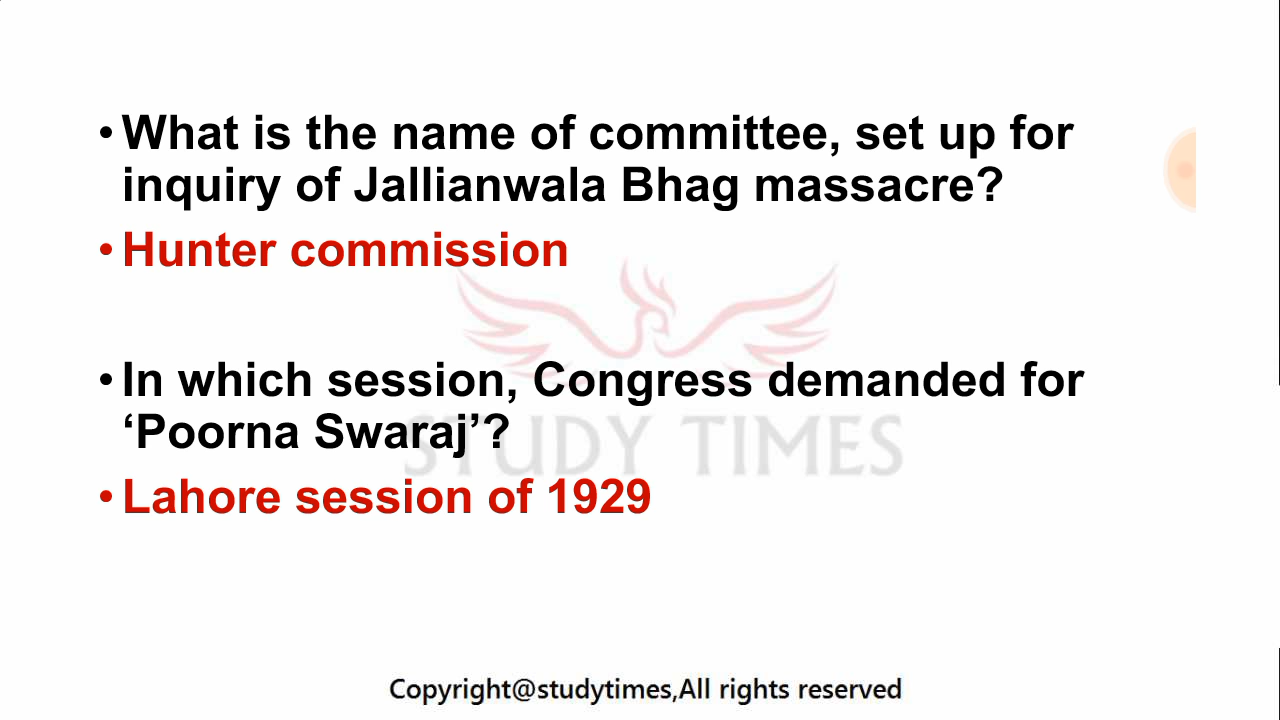 • What is the name of committee, set up for
inquiry of Jallianwala Bhag massacre?
• Hunter commission
• In which session, Congress demanded for
‘Poorna Swaraj’?
STUDY TIMES
• Lahore session of 1929
Copyright@studytimes,All rights reserved